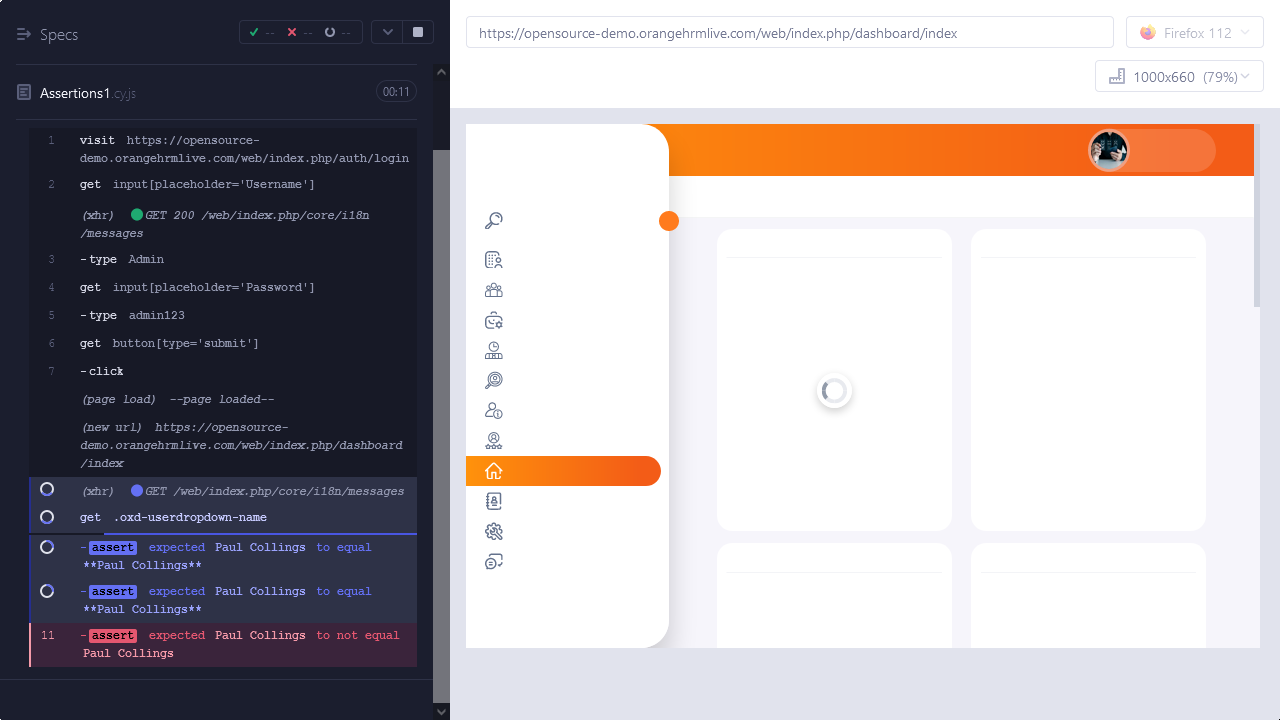 Specs
--
--
--
https://opensource-demo.orangehrmlive.com/web/index.php/dashboard/index
Firefox 112
1000x660 (79%)
Assertions1.cy.js
00:11
1 visit https://opensource-
demo.orangehrmlive.com/web/index.php/auth/login
2 get input[placeholder='Username']
(xhr) GET 200 /web/index.php/core/i18n
/messages
3 -type Admin
4 get input[placeholder='Password']
5 -type admin123
6 get button[type='submit']
7 -click
(page load) --page loaded--
(new url) https://opensource-
demo.orangehrmlive.com/web/index.php/dashboard
/index
(xhr) GET /web/index.php/core/i18n/messages
get .oxd-userdropdown-name
-assert expected Paul Collings to equal
**Paul Collings**
-assert expected Paul Collings to equal
**Paul Collings**
11 -assert expected Paul Collings to not equal
Paul Collings